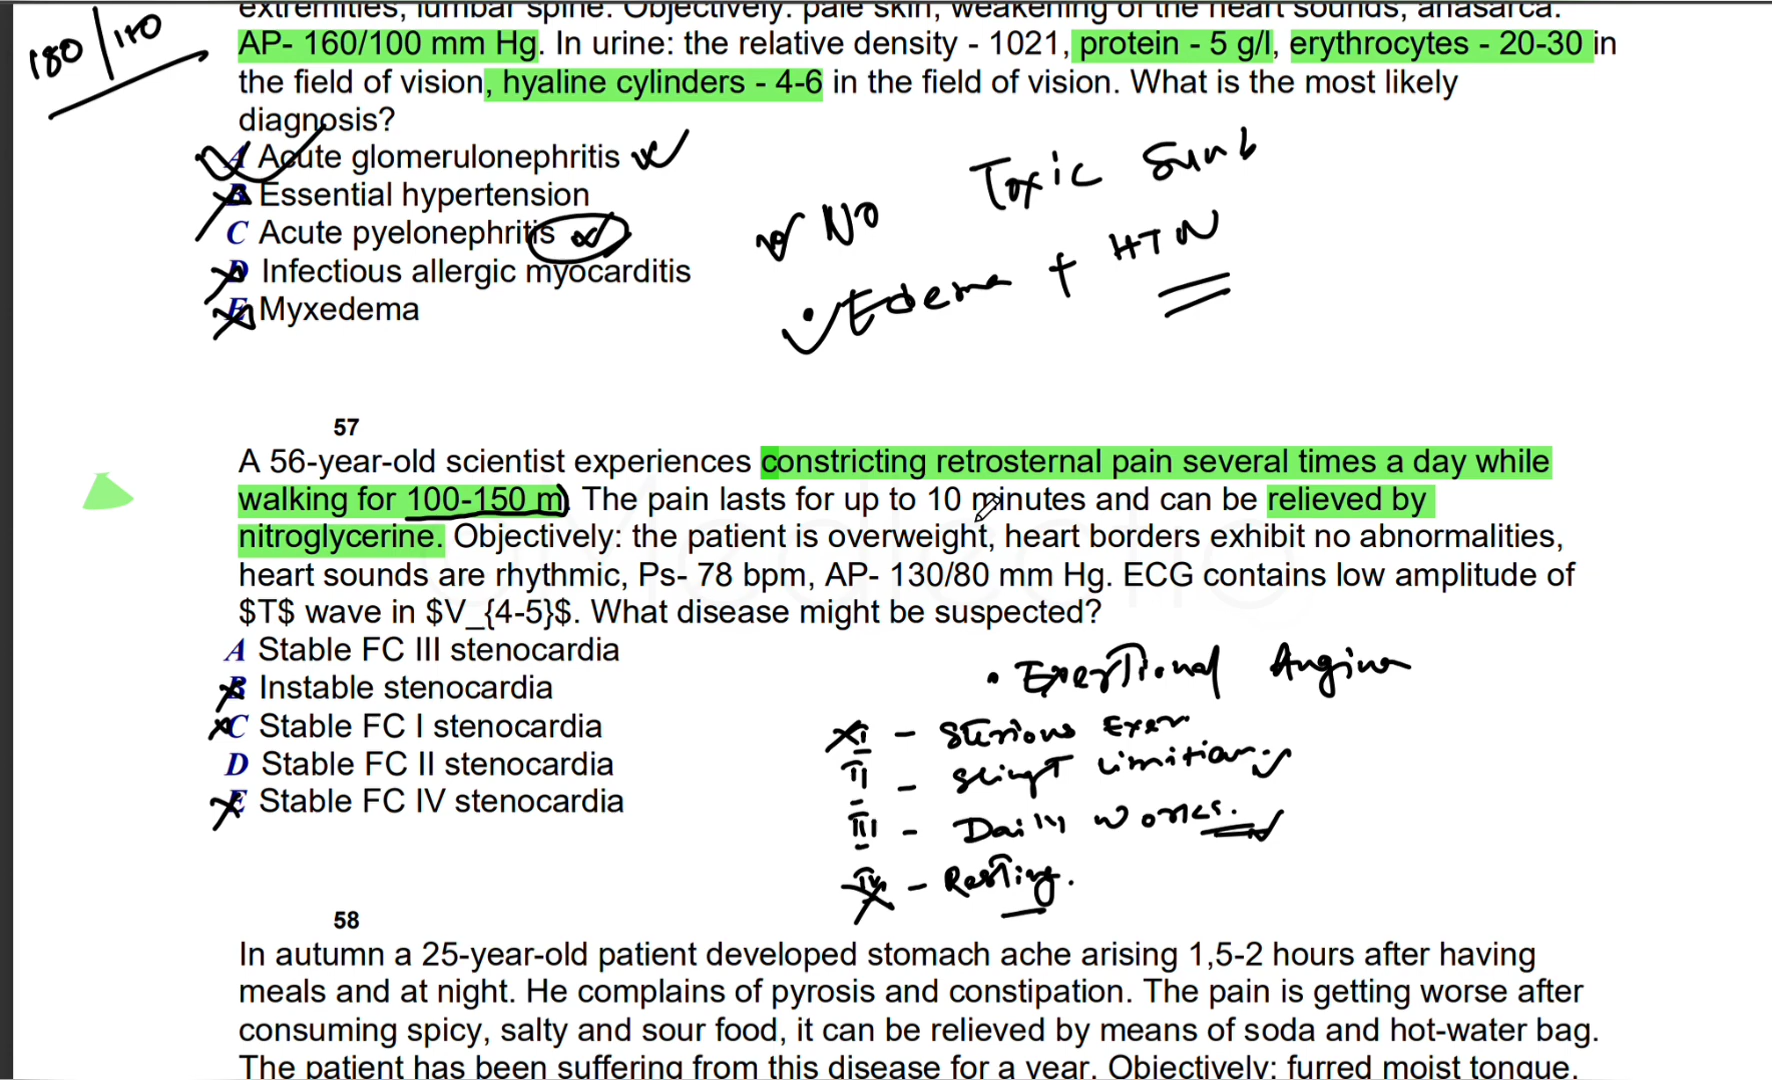 extremities, lumbar spine. Objectively: pale skin, weakening of the heart sounds, anasarca.
180/110
AP- 160/100 mm Hg. In urine: the relative density - 1021, protein - 5 g/l, erythrocytes - 20-30 in
the field of vision, hyaline cylinders - 4-6 in the field of vision. What is the most likely
diagnosis?
A Acute glomerulonephritis
B Essential hypertension
C Acute pyelonephritis
D Infectious allergic myocarditis
E Myxedema
No Toxic
Edema + HTN
57
A 56-year-old scientist experiences constricting retrosternal pain several times a day while
walking for 100-150 m. The pain lasts for up to 10 minutes and can be relieved by
nitroglycerine. Objectively: the patient is overweight, heart borders exhibit no abnormalities,
heart sounds are rhythmic, Ps- 78 bpm, AP- 130/80 mm Hg. ECG contains low amplitude of
$T$ wave in $V_{4-5}$. What disease might be suspected?
A Stable FC III stenocardia
B Instable stenocardia
C Stable FC I stenocardia
D Stable FC II stenocardia
E Stable FC IV stenocardia
Exertional Angina
I -
II -
III - Daily works.
IV - Resting.
58
In autumn a 25-year-old patient developed stomach ache arising 1,5-2 hours after having
meals and at night. He complains of pyrosis and constipation. The pain is getting worse after
consuming spicy, salty and sour food, it can be relieved by means of soda and hot-water bag.
The patient has been suffering from this disease for a year. Objectively: furred moist tongue.